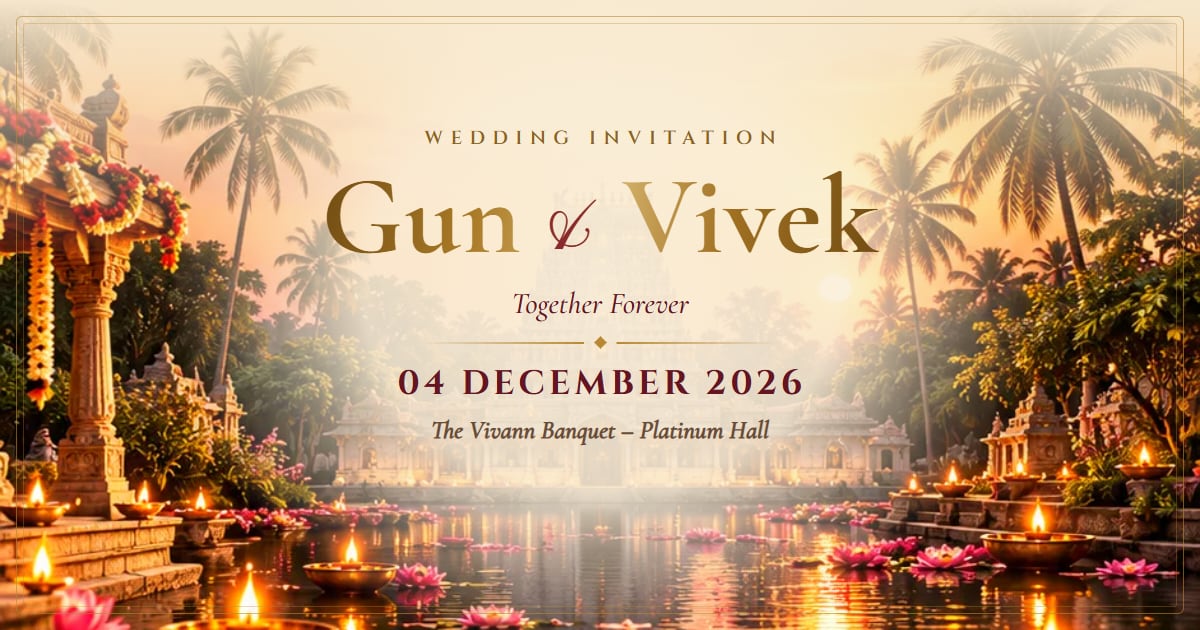 WEDDING INVITATION
Gun & Vivek
Together Forever
04 DECEMBER 2026
The Vivann Banquet – Platinum Hall